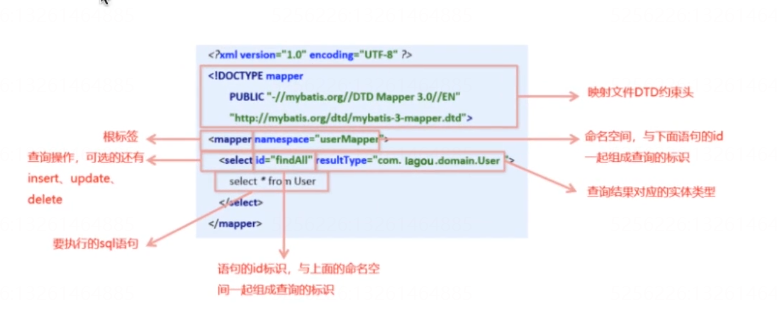 <?xml version="1.0" encoding="UTF-8" ?>
<!DOCTYPE mapper
PUBLIC "-//mybatis.org//DTD Mapper 3.0//EN"
"http://mybatis.org/dtd/mybatis-3-mapper.dtd">
<mapper namespace="userMapper">
<select id="findAll" resultType="com. lagou.domain.User ">
select * from User
</select>
</mapper>
映射文件DTD约束头
根标签
命名空间，与下面语句的id
一起组成查询的标识
查询操作，可选的还有
insert、update、
delete
查询结果对应的实体类型
要执行的sql语句
语句的id标识，与上面的命名空
间一起组成查询的标识